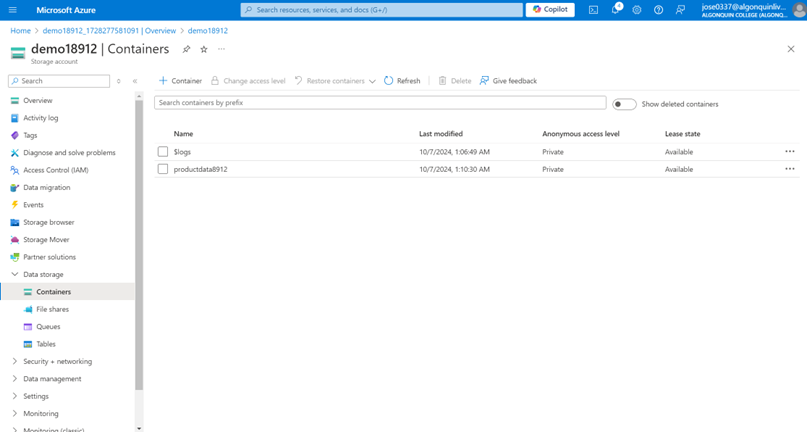 Microsoft Azure
Search resources, services, and docs (G+/)
Copilot
4
jose0337@algonquinliv...
ALGONQUIN COLLEGE (ALGONQ...
Home > demo18912_1728277581091 | Overview > demo18912
demo18912 | Containers
Storage account
Search
Container
Change access level
Restore containers
Refresh
Delete
Give feedback
Search containers by prefix
Show deleted containers
Overview
Activity log
Tags
Diagnose and solve problems
Access Control (IAM)
Data migration
Events
Storage browser
Storage Mover
Partner solutions
Data storage
Containers
File shares
Queues
Tables
Security + networking
Data management
Settings
Monitoring
Monitoring (classic)
Name Last modified Anonymous access level Lease state
$logs 10/7/2024, 1:06:49 AM Private Available
productdata8912 10/7/2024, 1:10:30 AM Private Available